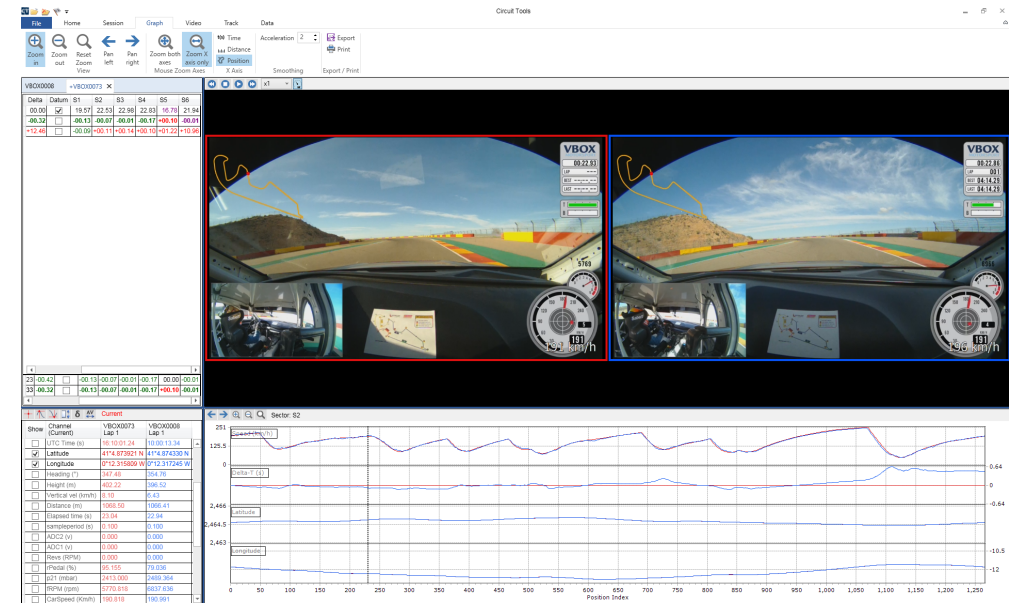 Circuit Tools
File Home Session Graph Video Track Data
Zoom in
Zoom out
Reset Zoom
Pan left
Pan right
Zoom both axes
Zoom X axis only
Time
Distance
Position
Acceleration 2
Export
Print
View Mouse Zoom Axes X Axis Smoothing Export / Print
VBOX0008 +VBOX0073
x1
Delta Datum S1 S2 S3 S4 S5 S6
00.00 19.57 22.53 22.98 22.83 16.78 21.94
-00.32 -00.13 -00.07 -00.01 -00.17 +00.10 -00.01
+12.46 -00.09 +00.11 +00.14 +00.10 +01.22 +10.96
VBOX
00:22.93
LAP ---
BEST --:--.--
LAST --:--.--
T
B
5769
5
191
191 km/h
VBOX
00:22.86
LAP 001
BEST 04:14.29
LAST 04:14.29
T
B
4
190 km/h
23 -00.42 -00.13 -00.07 -00.01 -00.17 00.00 -00.01
33 -00.32 -00.13 -00.07 -00.01 -00.17 +00.10 -00.01
Current
Show Channel (Current) VBOX0073 Lap 1 VBOX0008 Lap 1
UTC Time (s) 16:10:01.24 10:00:13.34
Latitude 41°4.873921 N 41°4.874330 N
Longitude 0°12.315809 W 0°12.317245 W
Heading (°) 347.48 354.76
Height (m) 402.22 396.52
Vertical vel (km/h) 8.10 6.43
Distance (m) 1068.50 1066.41
Elapsed time (s) 23.04 22.94
sampleperiod (s) 0.100 0.100
ADC2 (v) 0.000 0.000
ADC1 (v) 0.000 0.000
Revs (RPM) 0.000 0.000
rPedal (%) 95.155 79.036
p21 (mbar) 2413.000 2489.364
fRPM (rpm) 5770.818 6837.636
CarSpeed (Km/h) 190.818 190.991
Sector: S2
251
Speed (km/h)
125.5
0
Delta-T (s)
0.64
0
-0.64
2,466
Latitude
2,464.5
2,463
Longitude
-10.5
-12
0 50 100 150 200 250 300 350 400 450 500 550 600 650 700 750 800 850 900 950 1,000 1,050 1,100 1,150 1,200 1,250
Position Index